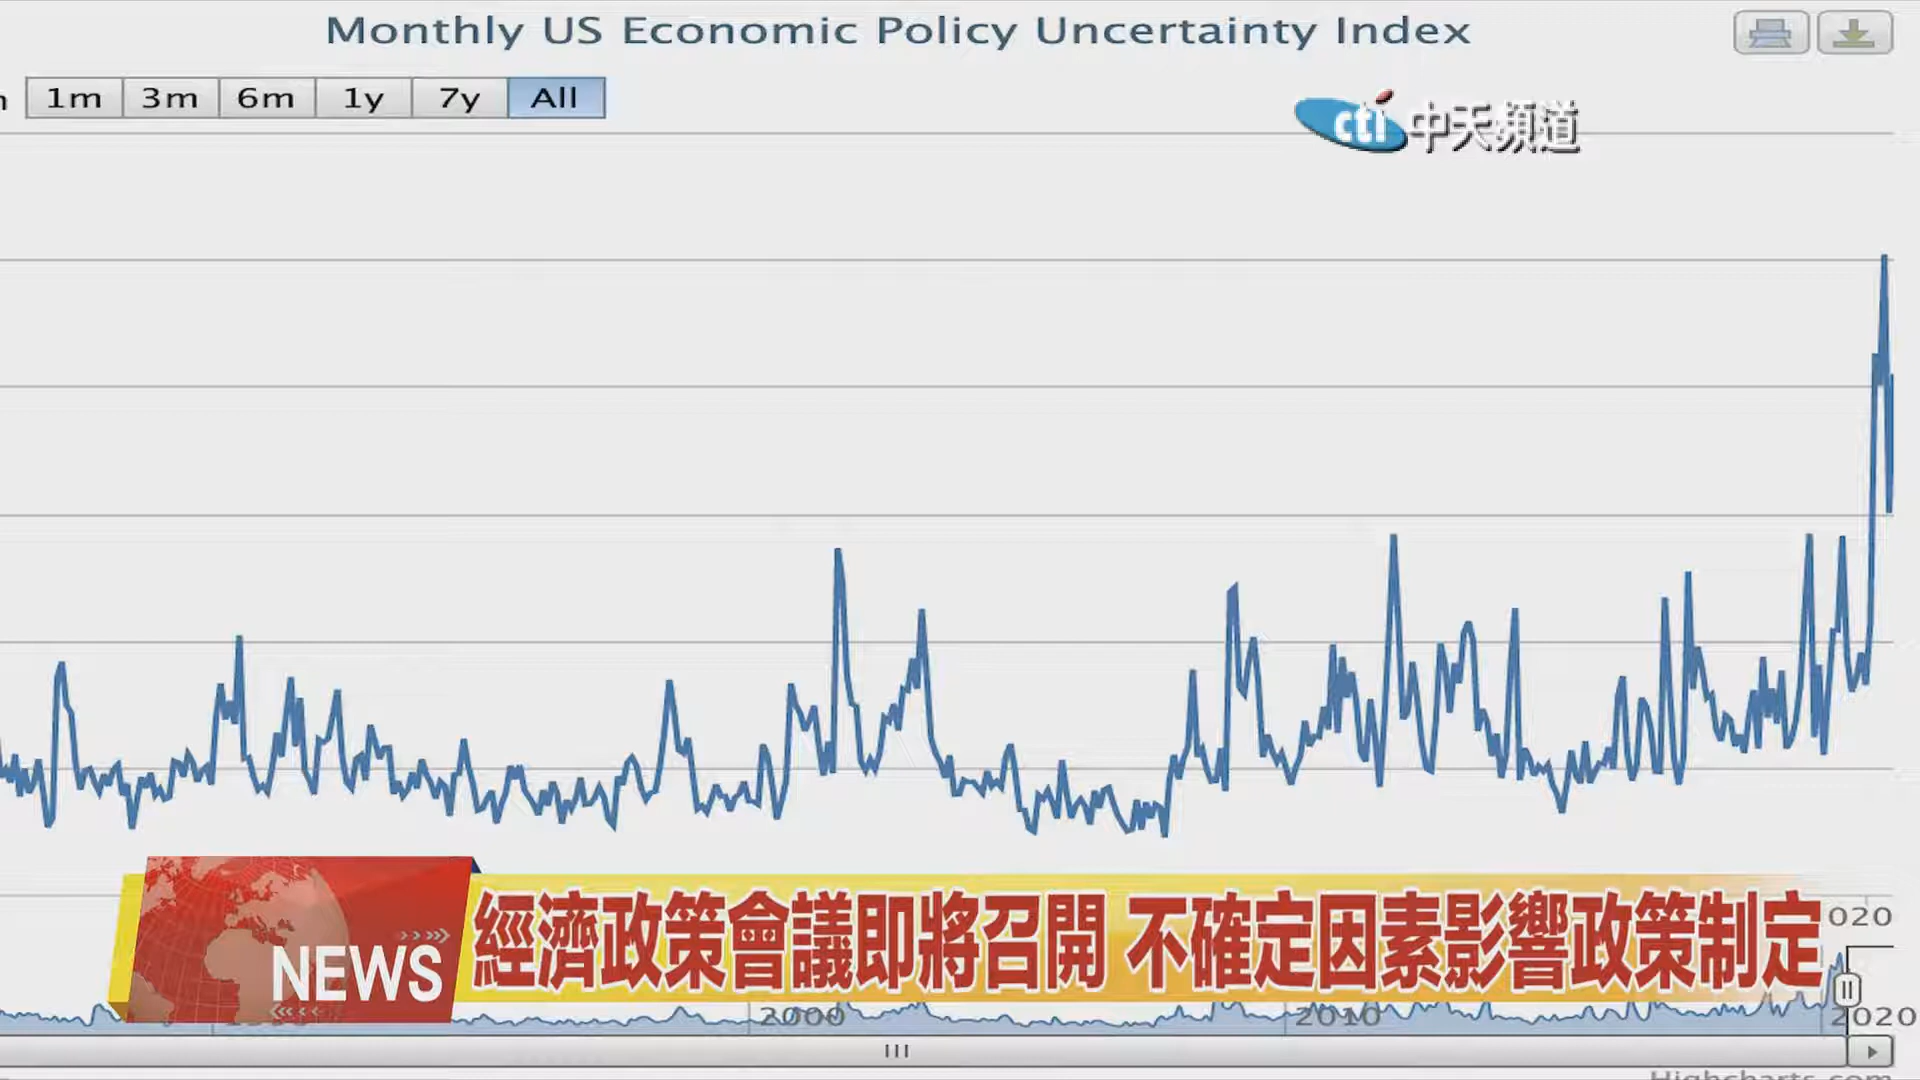 Monthly US Economic Policy Uncertainty Index
1m 3m 6m 1y 7y All
cti 中天頻道
NEWS 經濟政策會議即將召開 不確定因素影響政策制定
020
2000 2010 2020